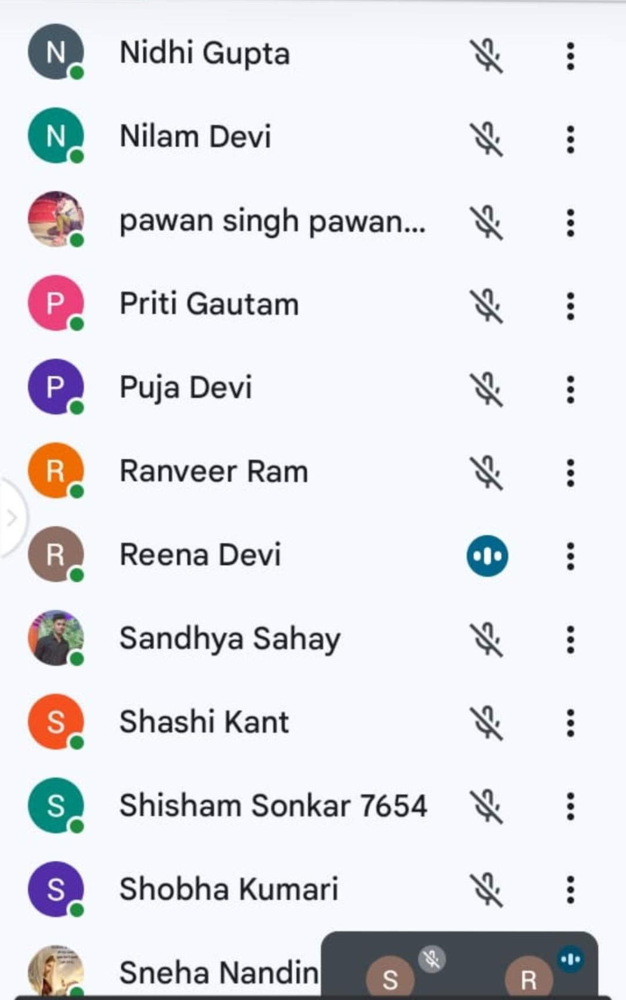 N Nidhi Gupta
N Nilam Devi
pawan singh pawan...
P Priti Gautam
P Puja Devi
R Ranveer Ram
R Reena Devi
Sandhya Sahay
S Shashi Kant
S Shisham Sonkar 7654
S Shobha Kumari
Sneha Nandin
S R